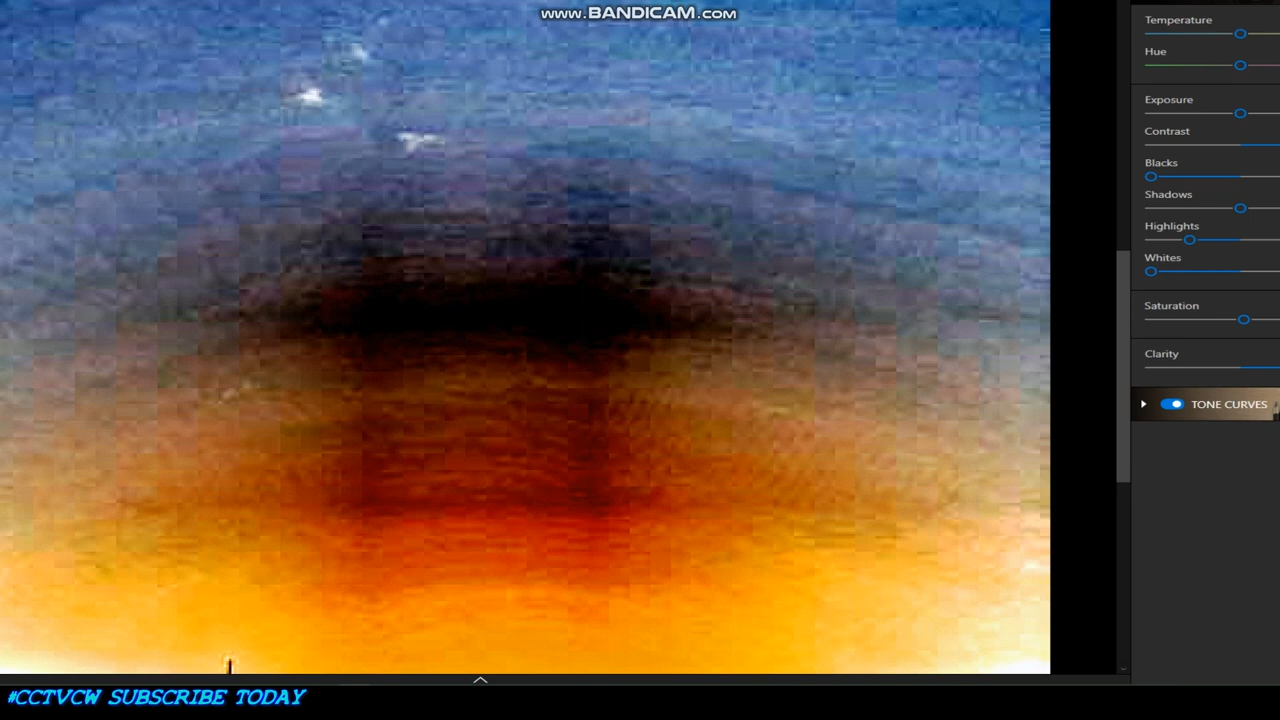 www.BANDICAM.com
Temperature
Hue
Exposure
Contrast
Blacks
Shadows
Highlights
Whites
Saturation
Clarity
TONE CURVES
#CCTVCW SUBSCRIBE TODAY